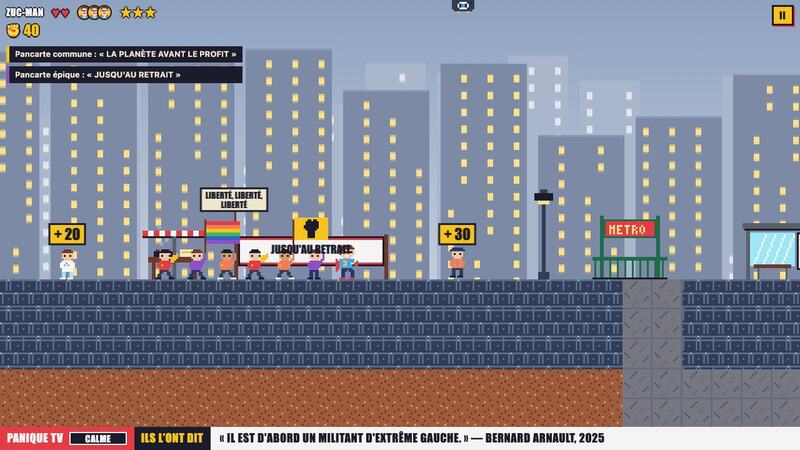 ZUC-MAN
40
Pancarte commune : « LA PLANÈTE AVANT LE PROFIT »
Pancarte épique : « JUSQU'AU RETRAIT »
LIBERTÉ, LIBERTÉ,
LIBERTÉ
+ 20
JUSQU'AU RETRAIT
+ 30
METRO
PANIQUE TV
CALME
ILS L'ONT DIT
« IL EST D'ABORD UN MILITANT D'EXTRÊME GAUCHE. » — BERNARD ARNAULT, 2025